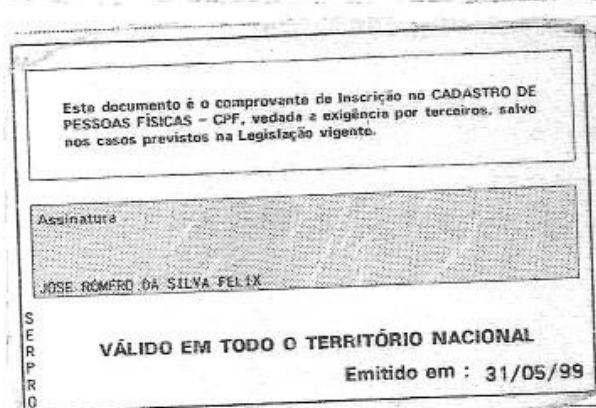 Este documento é o comprovante de Inscrição no CADASTRO DE
PESSOAS FÍSICAS – CPF, vedada a exigência por terceiros, salvo
nos casos previstos na Legislação vigente.
Assinatura
JOSE ROMERO DA SILVA FELIX
SERPRO
VÁLIDO EM TODO O TERRITÓRIO NACIONAL
Emitido em : 31/05/99